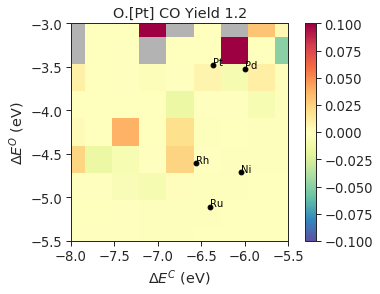 O.[Pt] CO Yield 1.2
−3.0
−3.5
−4.0
−4.5
−5.0
−5.5
ΔE^O (eV)
Pt
Pd
Rh
Ni
Ru
−8.0 −7.5 −7.0 −6.5 −6.0 −5.5
ΔE^C (eV)
0.100
0.075
0.050
0.025
0.000
−0.025
−0.050
−0.075
−0.100